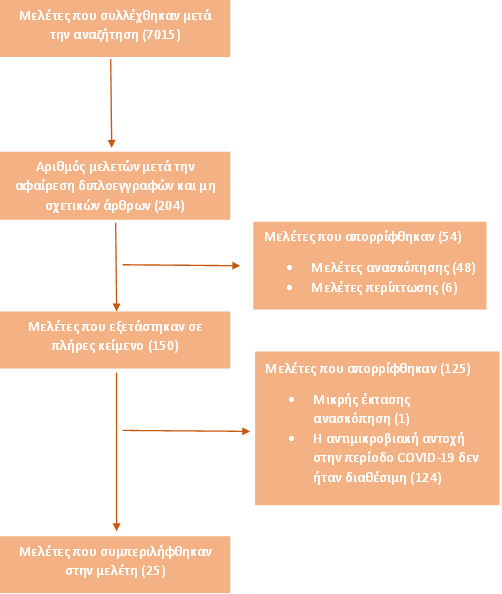 Μελέτες που συλλέχθηκαν μετά
την αναζήτηση (7015)
Αριθμός μελετών μετά την
αφαίρεση διπλοεγγραφών και μη
σχετικών άρθρων (204)
Μελέτες που απορρίφθηκαν (54)
• Μελέτες ανασκόπησης (48)
• Μελέτες περίπτωσης (6)
Μελέτες που εξετάστηκαν σε
πλήρες κείμενο (150)
Μελέτες που απορρίφθηκαν (125)
• Μικρής έκτασης
ανασκόπηση (1)
• Η αντιμικροβιακή αντοχή
στην περίοδο COVID-19 δεν
ήταν διαθέσιμη (124)
Μελέτες που συμπεριλήφθηκαν
στην μελέτη (25)